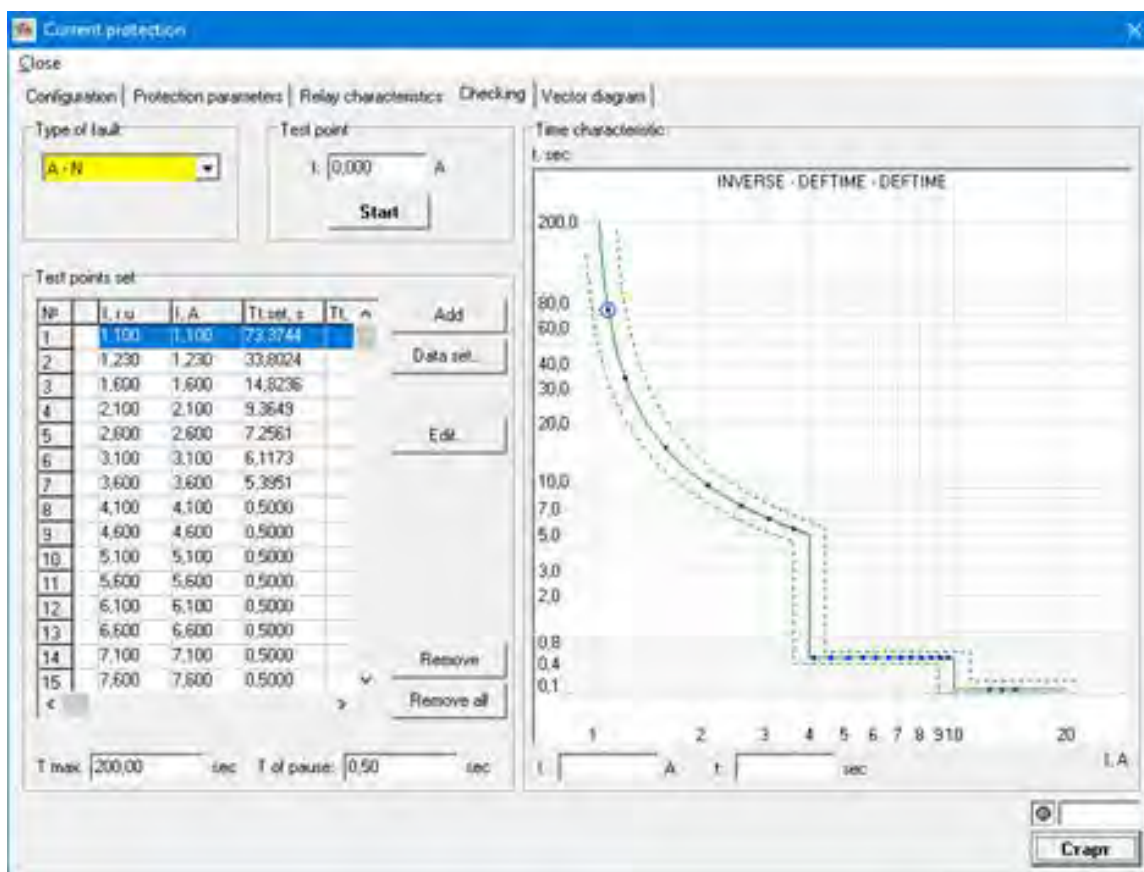 Current protection
Close
Configuration Protection parameters Relay characteristics Checking Vector diagram
Type of fault
A - N
Test point
I: 0,000 A
Start
Test points set
№ I, r.u I, A Tt.set, s Tt,
1 1,100 1,100 73,3744
2 1,230 1,230 33,8024
3 1,600 1,600 14,8236
4 2,100 2,100 9,3649
5 2,600 2,600 7,2561
6 3,100 3,100 6,1173
7 3,600 3,600 5,3951
8 4,100 4,100 0,5000
9 4,600 4,600 0,5000
10 5,100 5,100 0,5000
11 5,600 5,600 0,5000
12 6,100 6,100 0,5000
13 6,600 6,600 0,5000
14 7,100 7,100 0,5000
15 7,600 7,600 0,5000
Add
Data set...
Edit...
Remove
Remove all
T max: 200,00 sec T of pause: 0,50 sec
Time characteristic
t, sec
INVERSE - DEFTIME - DEFTIME
200,0
80,0
60,0
40,0
30,0
20,0
10,0
7,0
5,0
3,0
2,0
0,8
0,4
0,1
1 2 3 4 5 6 7 8 9 10 20
I, A
I: A t: sec
Старт